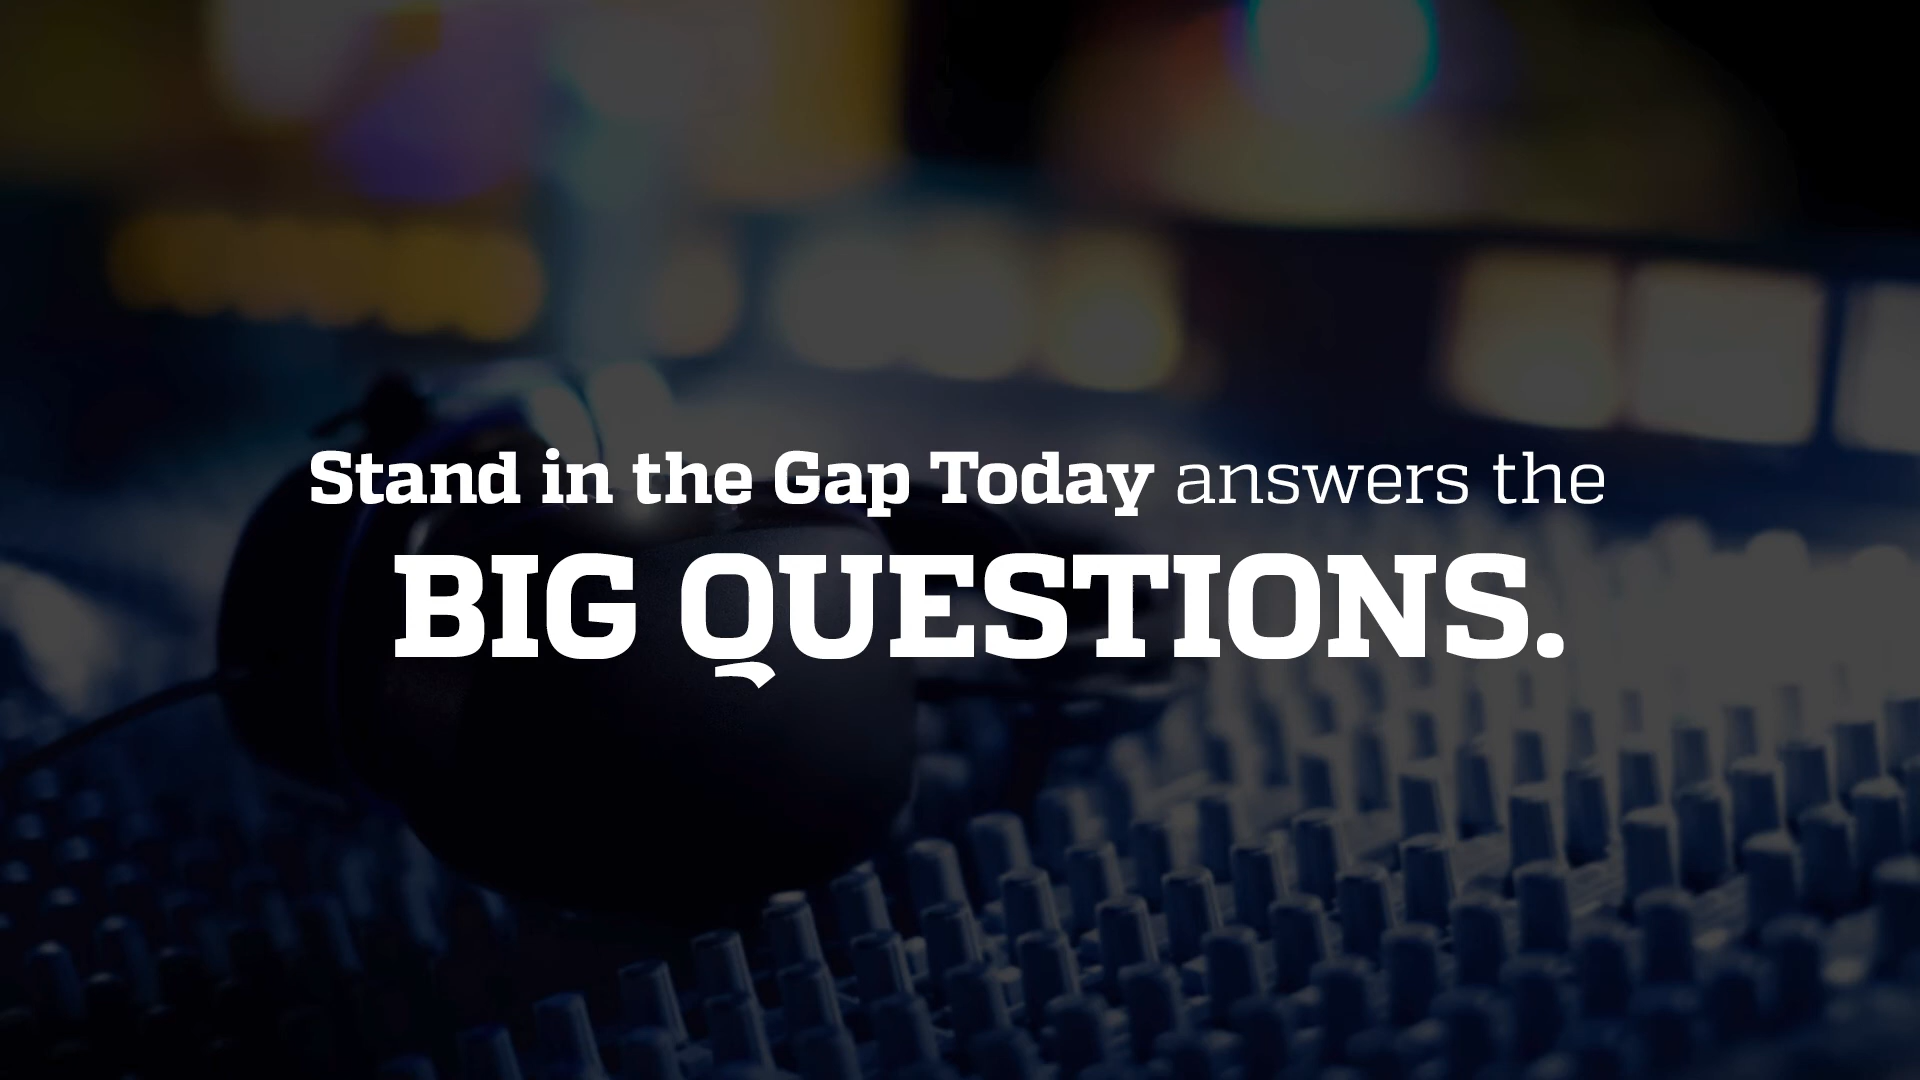 Stand in the Gap Today answers the
BIG QUESTIONS.